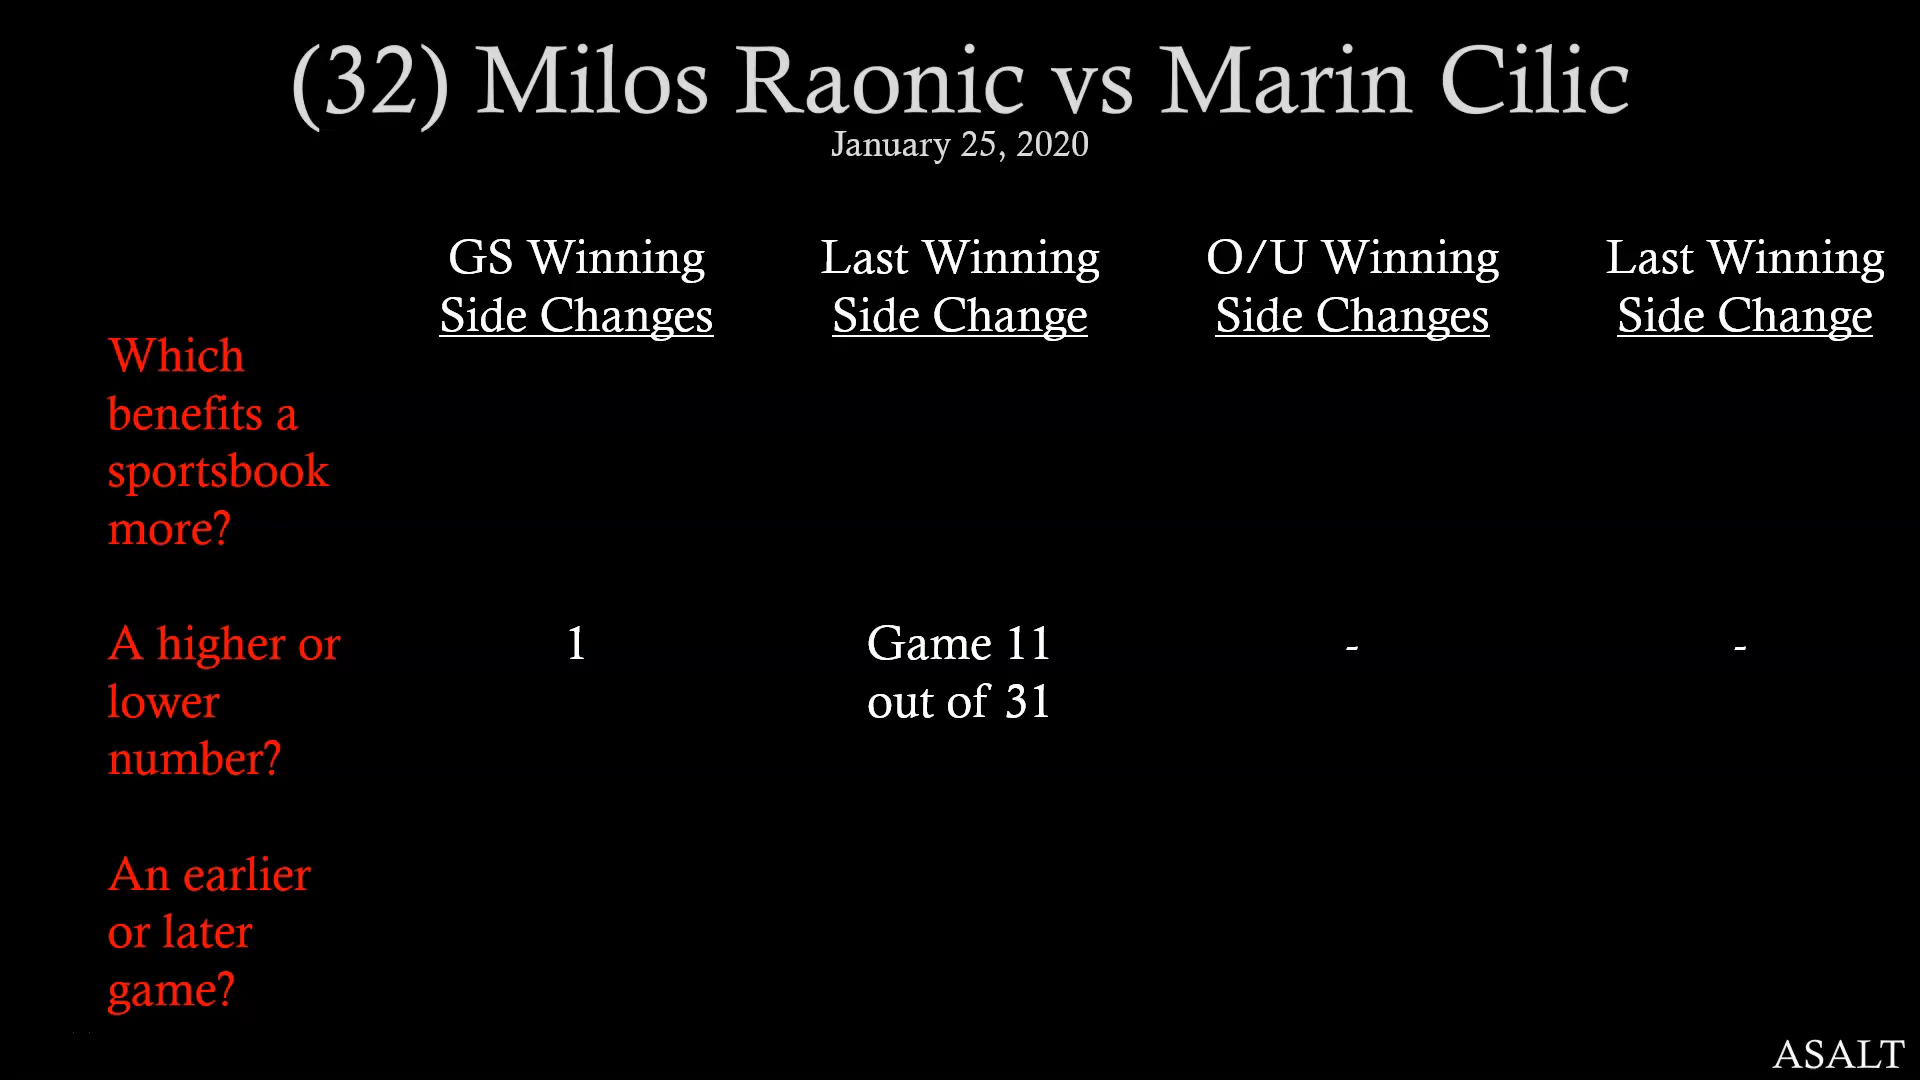 (32) Milos Raonic vs Marin Cilic
January 25, 2020
GS Winning
Side Changes
Last Winning
Side Change
O/U Winning
Side Changes
Last Winning
Side Change
Which
benefits a
sportsbook
more?
A higher or
lower
number?
1
Game 11
out of 31
-
-
An earlier
or later
game?
ASALT